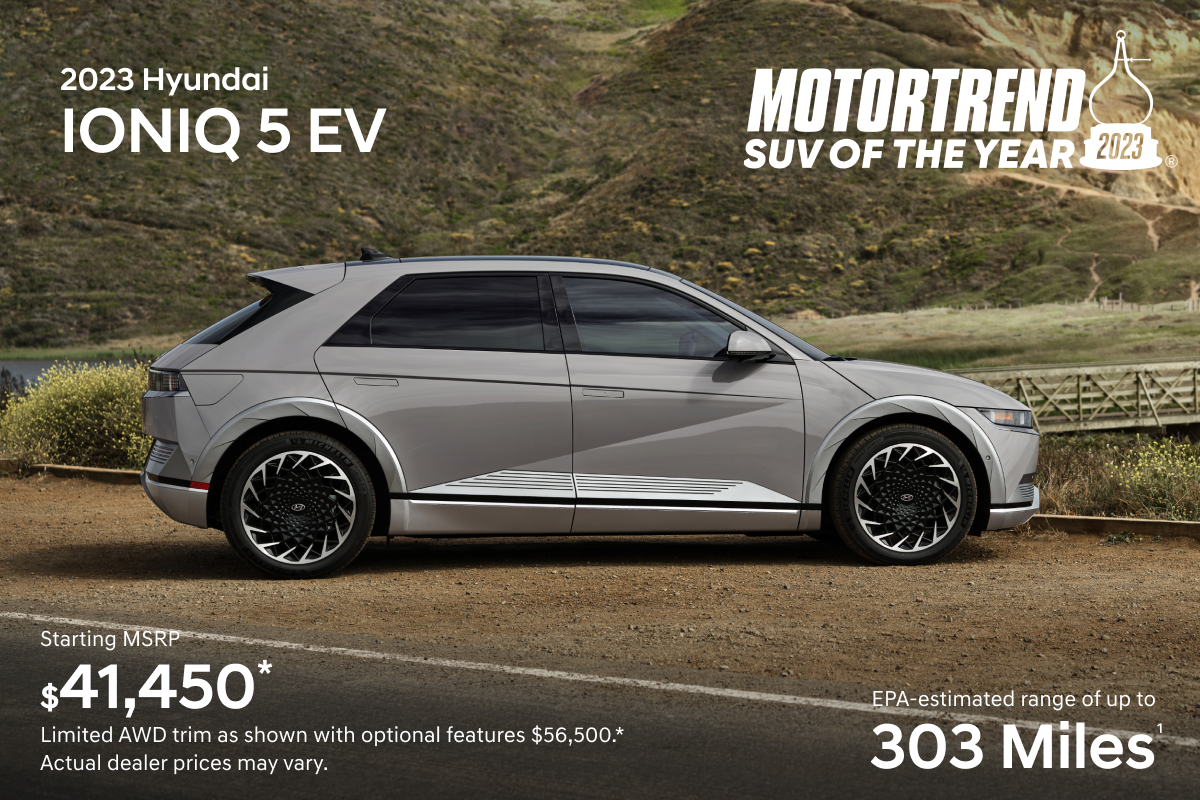 2023 Hyundai
IONIQ 5 EV
MOTORTREND
SUV OF THE YEAR 2023®
Starting MSRP
$41,450*
Limited AWD trim as shown with optional features $56,500.*
Actual dealer prices may vary.
EPA-estimated range of up to
303 Miles¹